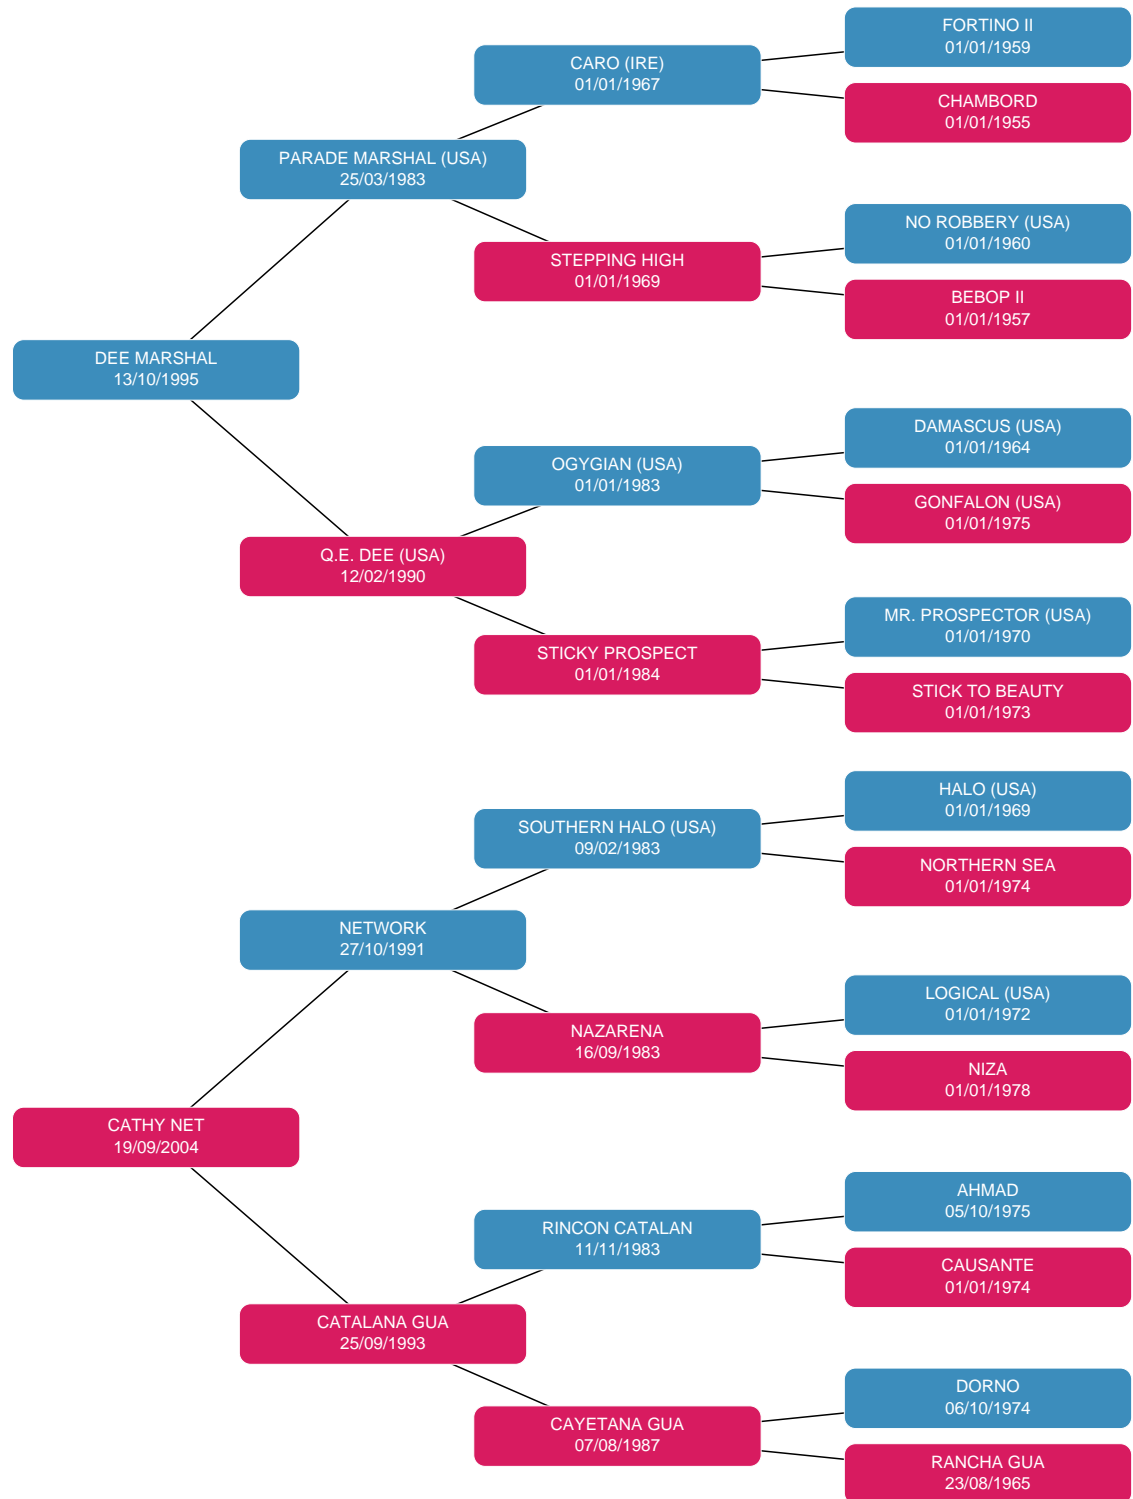 FORTINO II
01/01/1959
CARO (IRE)
01/01/1967
CHAMBORD
01/01/1955
PARADE MARSHAL (USA)
25/03/1983
NO ROBBERY (USA)
01/01/1960
STEPPING HIGH
01/01/1969
BEBOP II
01/01/1957
DEE MARSHAL
13/10/1995
DAMASCUS (USA)
01/01/1964
OGYGIAN (USA)
01/01/1983
GONFALON (USA)
01/01/1975
Q.E. DEE (USA)
12/02/1990
MR. PROSPECTOR (USA)
01/01/1970
STICKY PROSPECT
01/01/1984
STICK TO BEAUTY
01/01/1973
HALO (USA)
01/01/1969
SOUTHERN HALO (USA)
09/02/1983
NORTHERN SEA
01/01/1974
NETWORK
27/10/1991
LOGICAL (USA)
01/01/1972
NAZARENA
16/09/1983
NIZA
01/01/1978
CATHY NET
19/09/2004
AHMAD
05/10/1975
RINCON CATALAN
11/11/1983
CAUSANTE
01/01/1974
CATALANA GUA
25/09/1993
DORNO
06/10/1974
CAYETANA GUA
07/08/1987
RANCHA GUA
23/08/1965